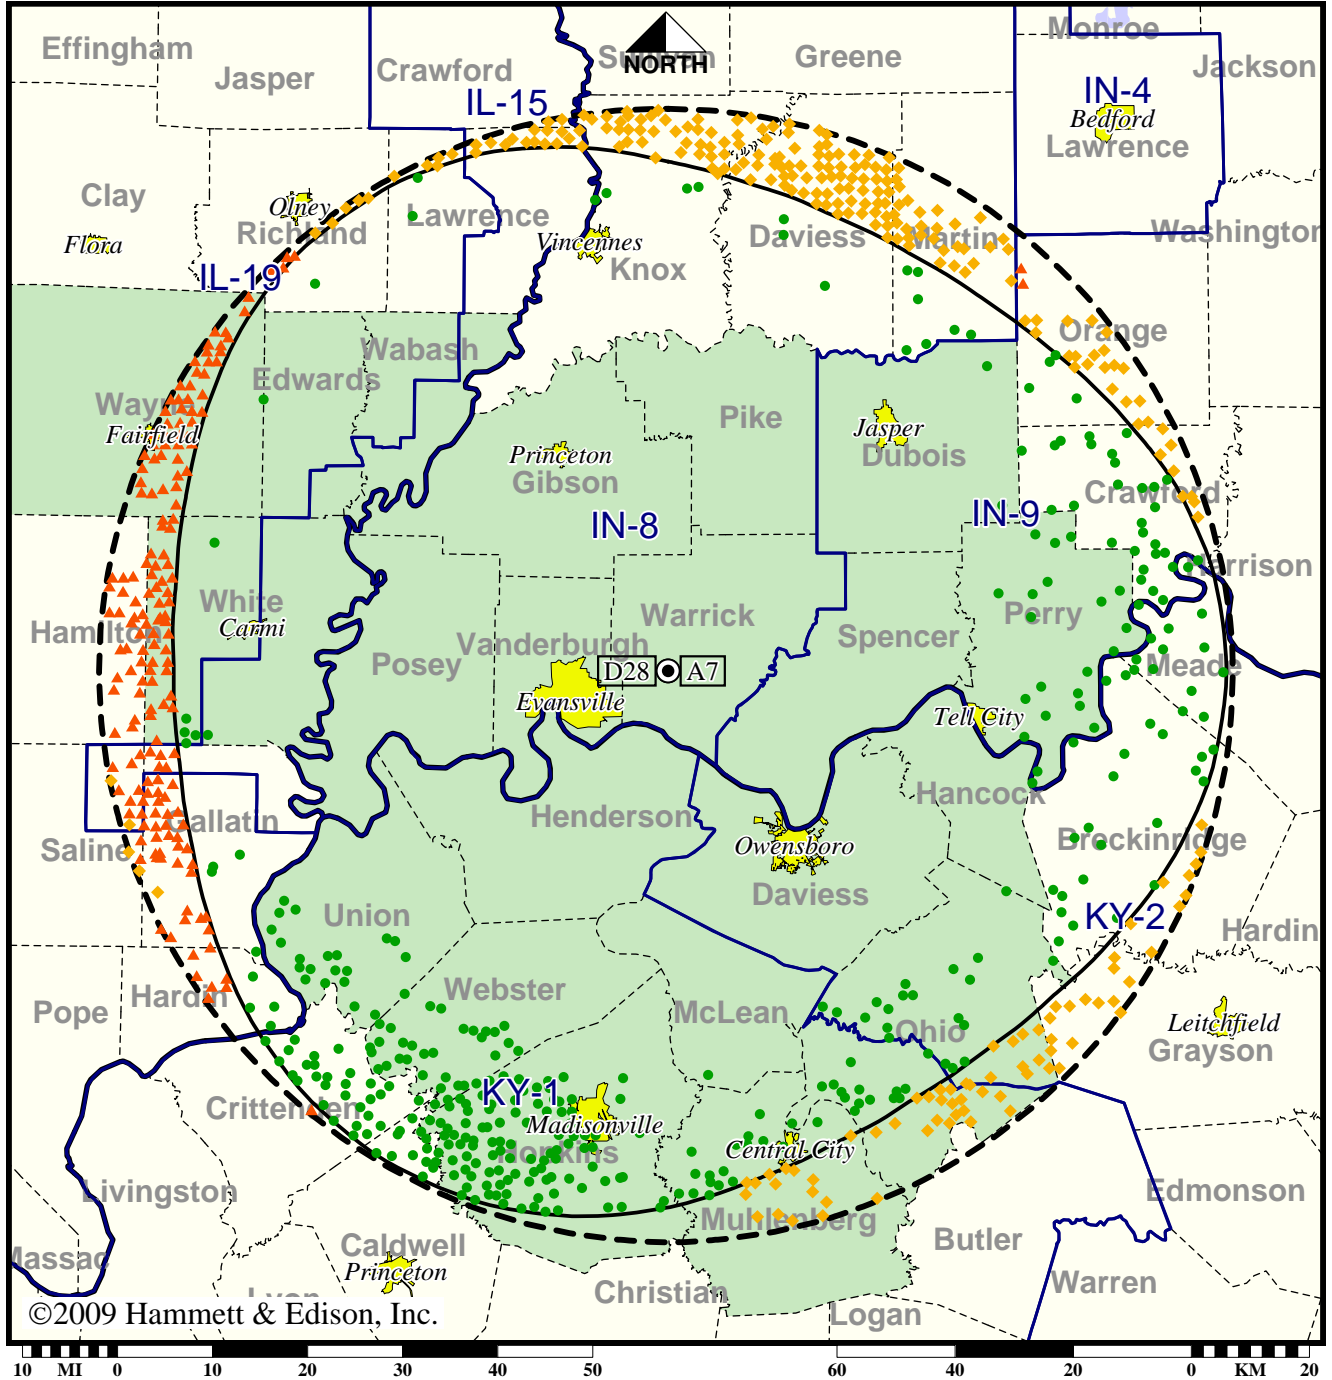 Monroe
Effingham
Jasper
Crawford
Sullivan
NORTH
Greene
Jackson
IL-15
IN-4
Bedford
Lawrence
Clay
Olney
Richland
Lawrence
Flora
Vincennes
Knox
Daviess
Martin
Washington
IL-19
Orange
Wabash
Edwards
Wayne
Fairfield
Pike
Jasper
Dubois
Princeton
Gibson
Crawford
IN-8
IN-9
Harrison
White
Carmi
Hamilton
Warrick
Perry
Vanderburgh
Spencer
Posey
Meade
D28
A7
Evansville
Tell City
Hancock
Gallatin
Henderson
Saline
Owensboro
Breckinridge
Daviess
Union
KY-2
Hardin
Webster
Hardin
Pope
McLean
Ohio
Leitchfield
Grayson
KY-1
Crittenden
Madisonville
Hopkins
Central City
Livingston
Edmonson
Muhlenberg
Butler
Caldwell
Princeton
Massac
Christian
Warren
Lyon
Logan
©2009 Hammett & Edison, Inc.
10 MI 0 10 20 30 40 50 60 40 20 0 KM 20